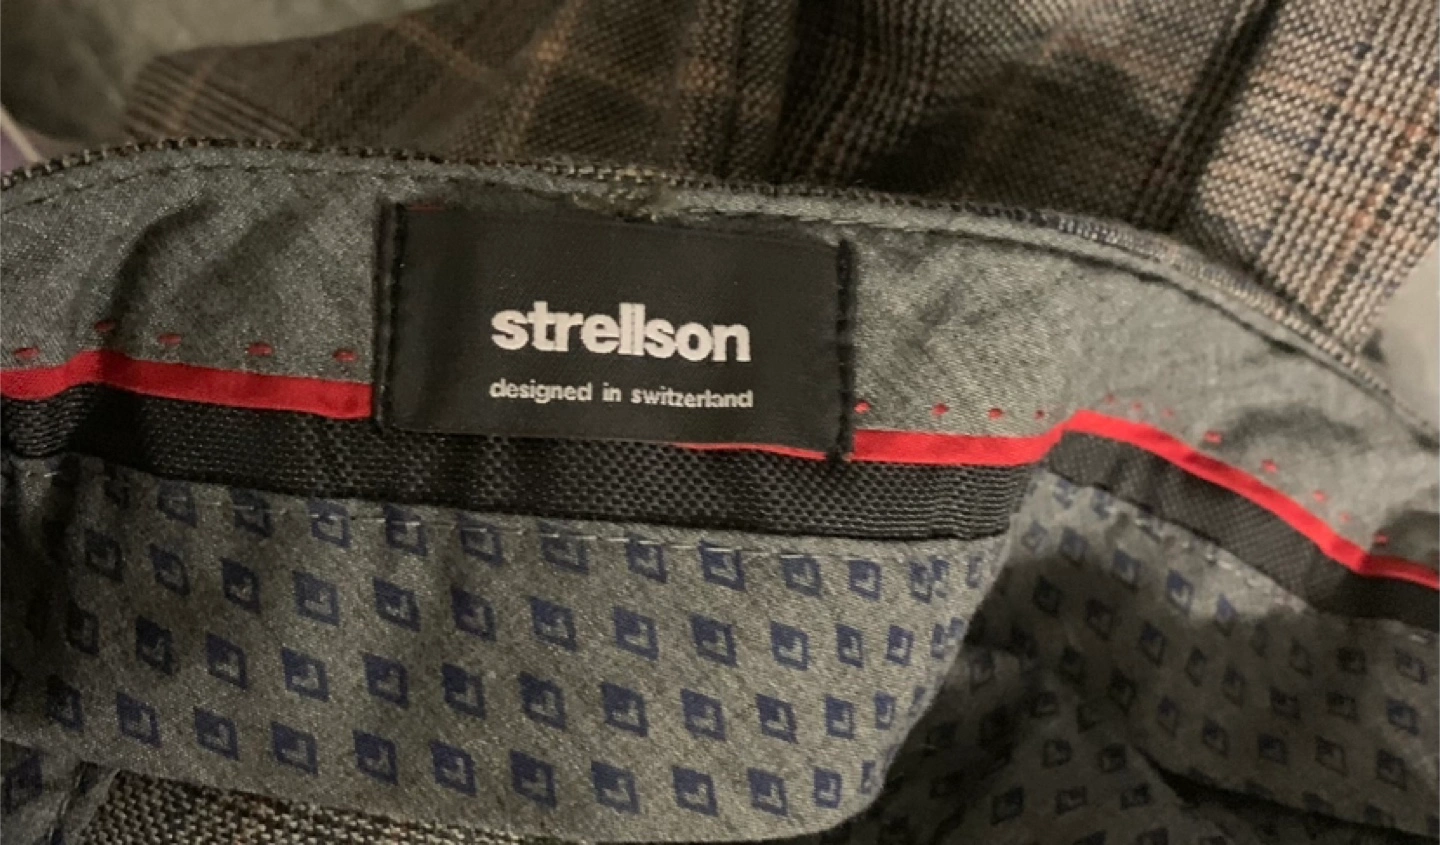 strellson
designed in switzerland